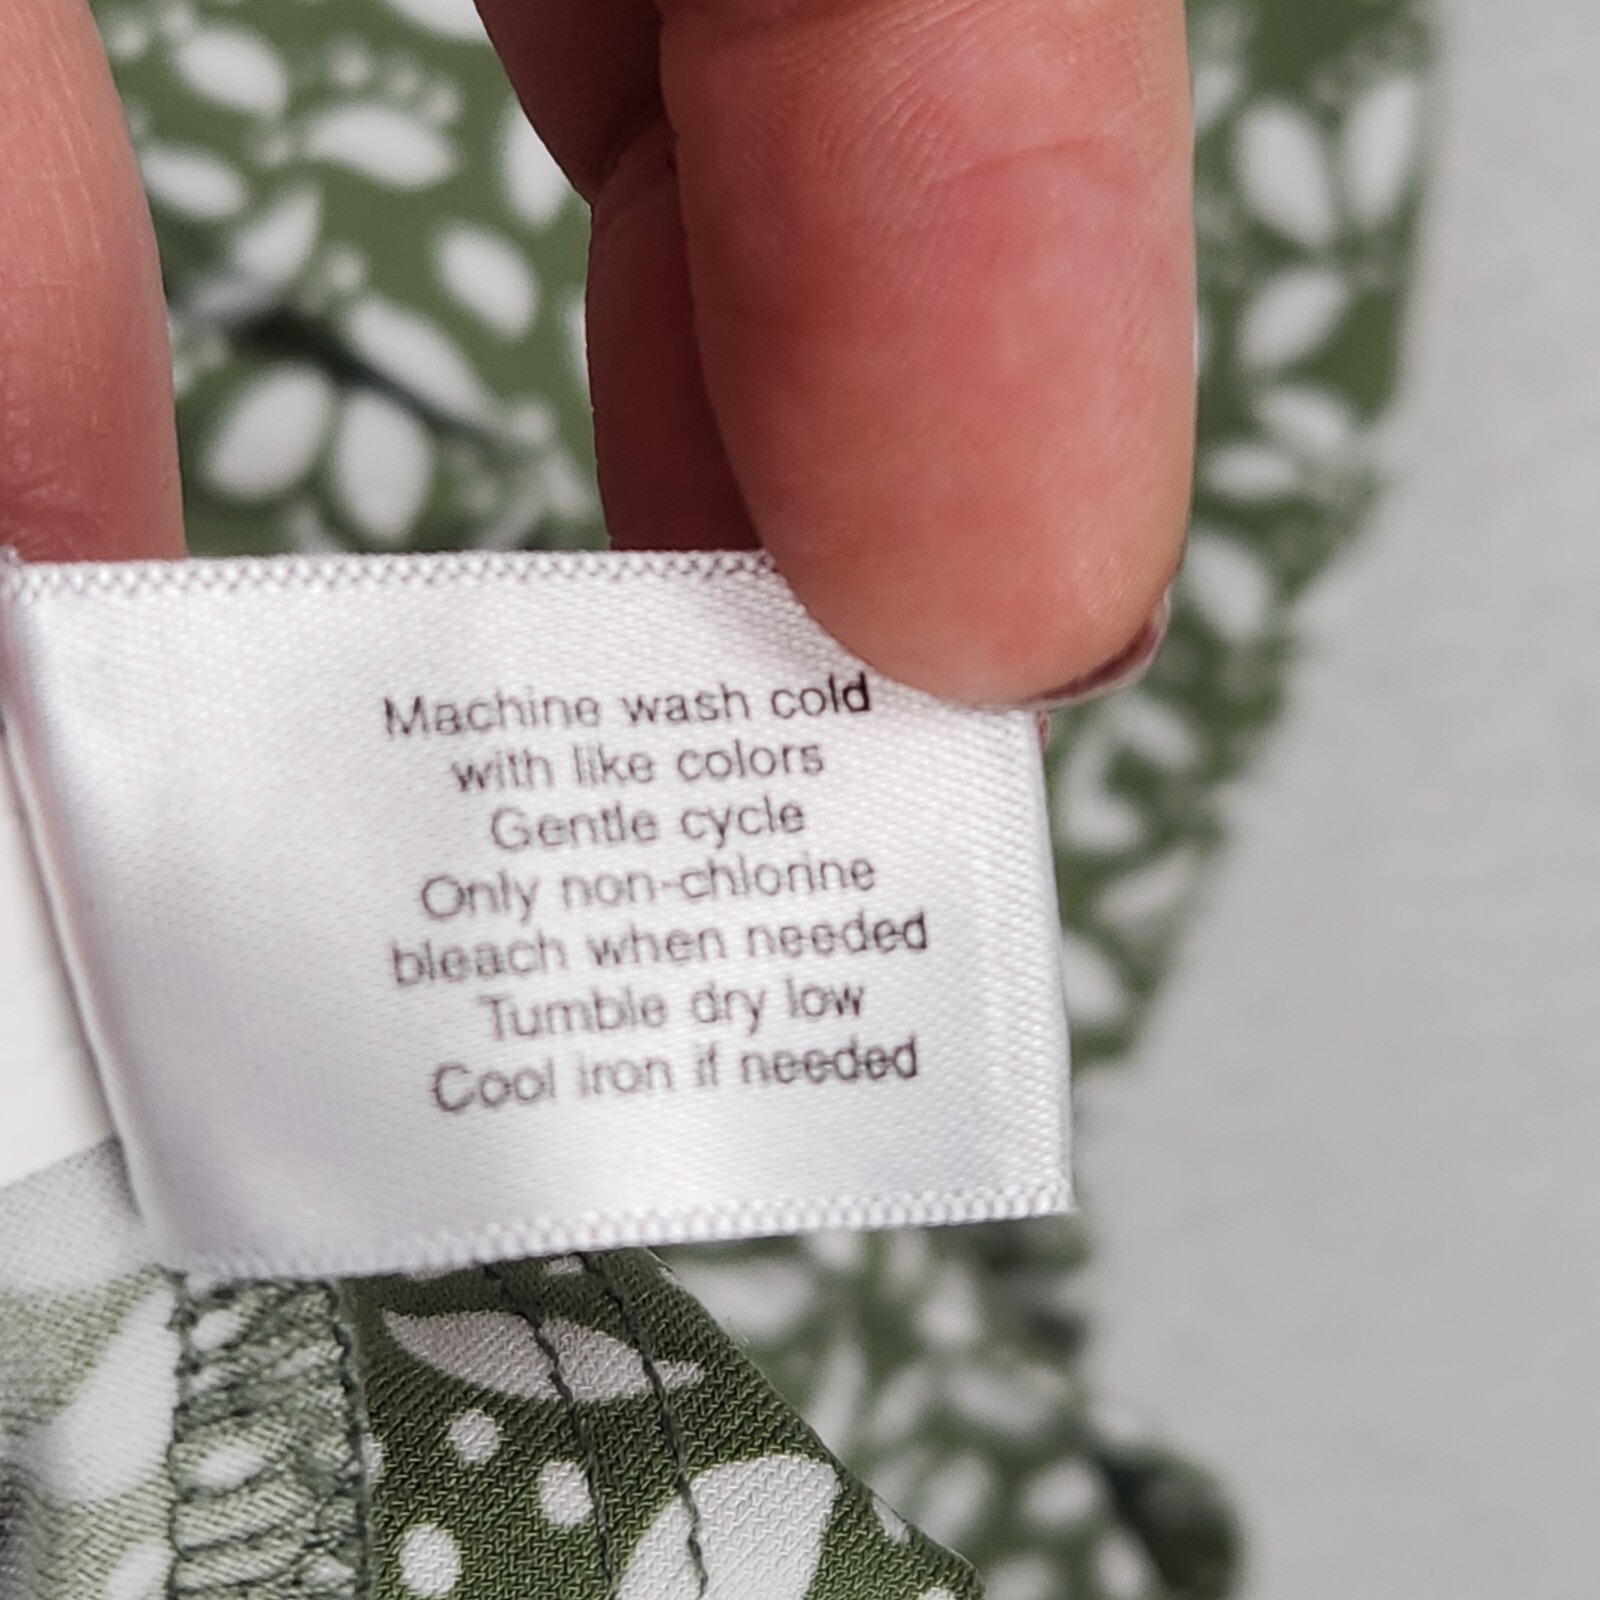 Machine wash cold
with like colors
Gentle cycle
Only non-chlorine
bleach when needed
Tumble dry low
Cool iron if needed